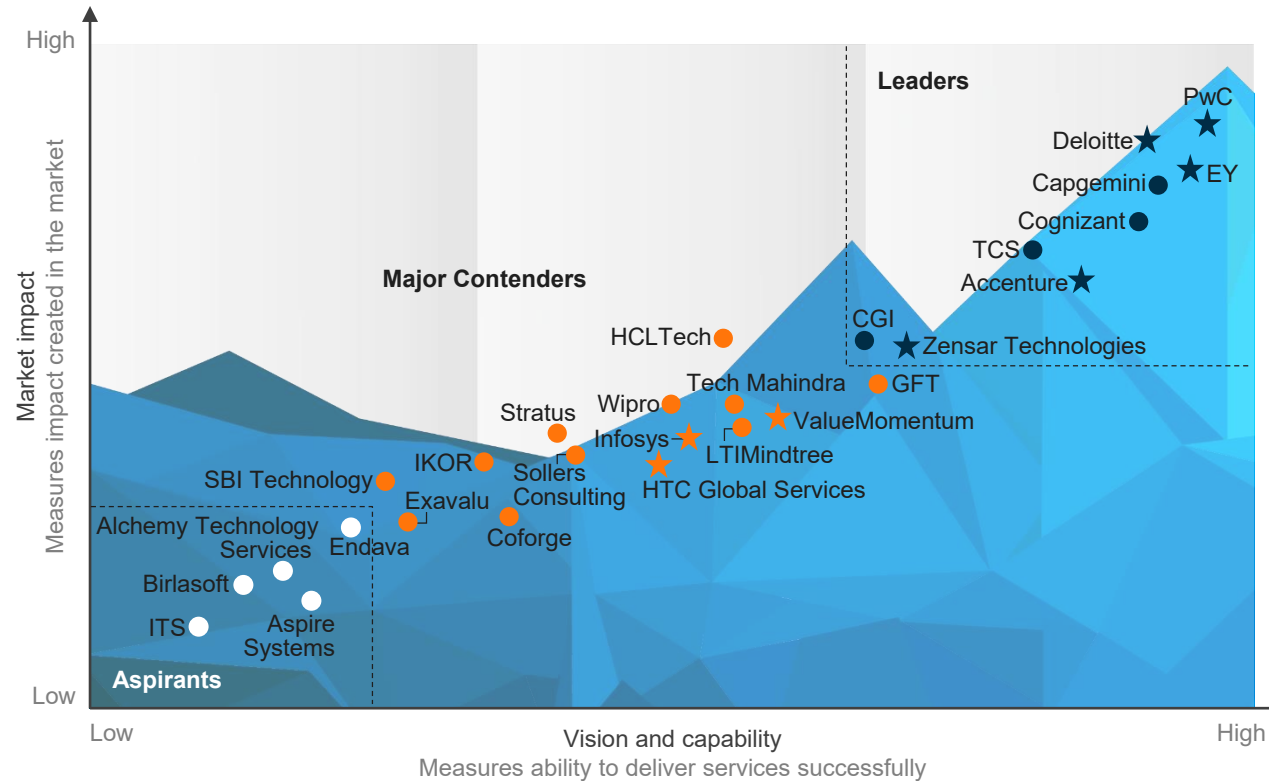 High
Leaders
PwC
Deloitte
EY
Capgemini
Cognizant
TCS
Accenture
Major Contenders
CGI
HCLTech
Zensar Technologies
Tech Mahindra
GFT
Stratus
Wipro
ValueMomentum
Infosys
LTIMindtree
IKOR
Sollers
Consulting
SBI Technology
HTC Global Services
Exavalu
Alchemy Technology
Services
Endava
Coforge
Birlasoft
ITS
Aspire
Systems
Aspirants
Low
Market impact
Measures impact created in the market
Low
High
Vision and capability
Measures ability to deliver services successfully